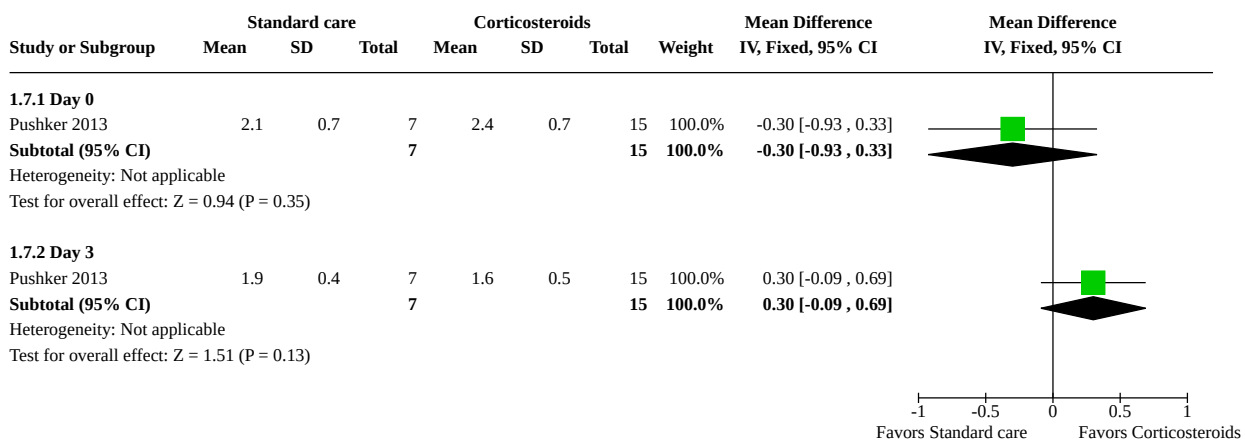 Standard care Corticosteroids Mean Difference Mean Difference
Study or Subgroup Mean SD Total Mean SD Total Weight IV, Fixed, 95% CI IV, Fixed, 95% CI
1.7.1 Day 0
Pushker 2013 2.1 0.7 7 2.4 0.7 15 100.0% -0.30 [-0.93 , 0.33]
Subtotal (95% CI) 7 15 100.0% -0.30 [-0.93 , 0.33]
Heterogeneity: Not applicable
Test for overall effect: Z = 0.94 (P = 0.35)
1.7.2 Day 3
Pushker 2013 1.9 0.4 7 1.6 0.5 15 100.0% 0.30 [-0.09 , 0.69]
Subtotal (95% CI) 7 15 100.0% 0.30 [-0.09 , 0.69]
Heterogeneity: Not applicable
Test for overall effect: Z = 1.51 (P = 0.13)
-1 -0.5 0 0.5 1
Favors Standard care Favors Corticosteroids